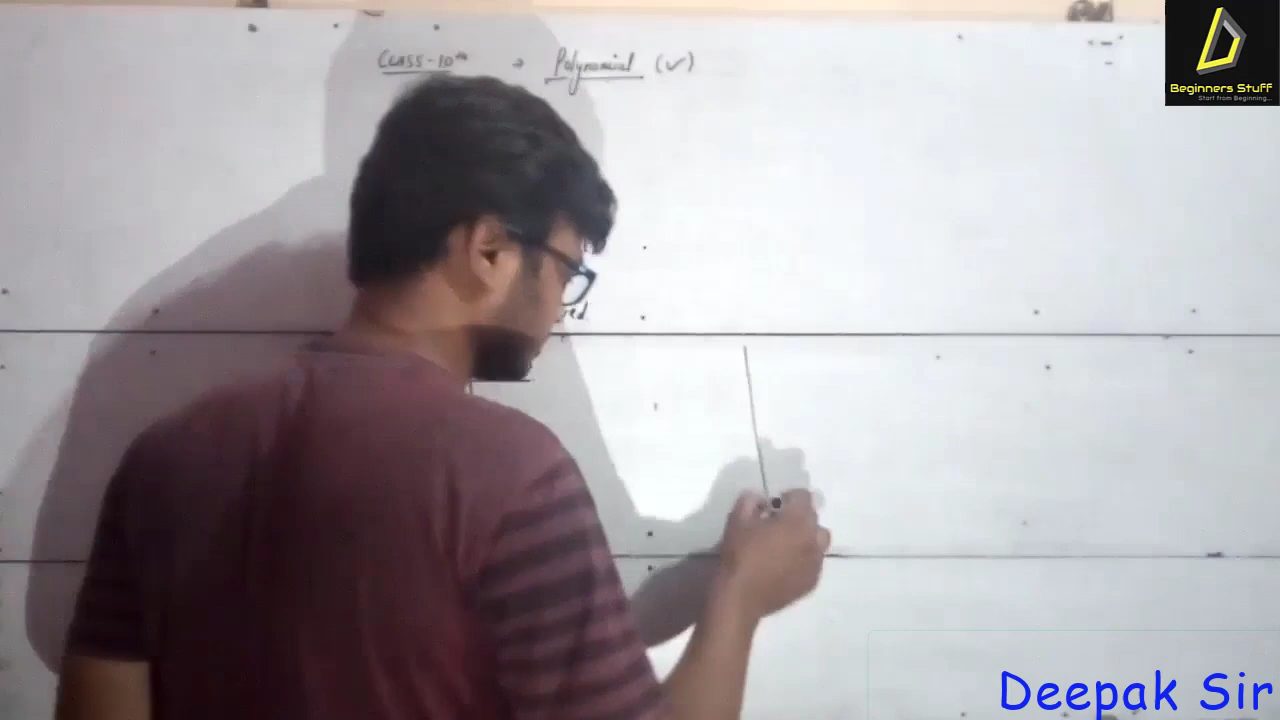 CLASS-10th → Polynomial (✓)
Beginners Stuff
Start from Beginning...
Deepak Sir